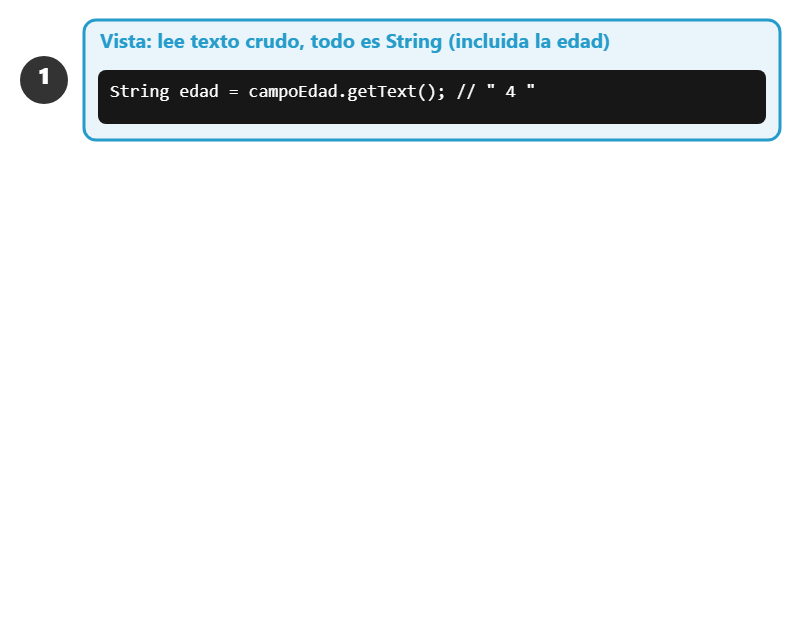 Vista: lee texto crudo, todo es String (incluida la edad)
1
String edad = campoEdad.getText(); // " 4 "